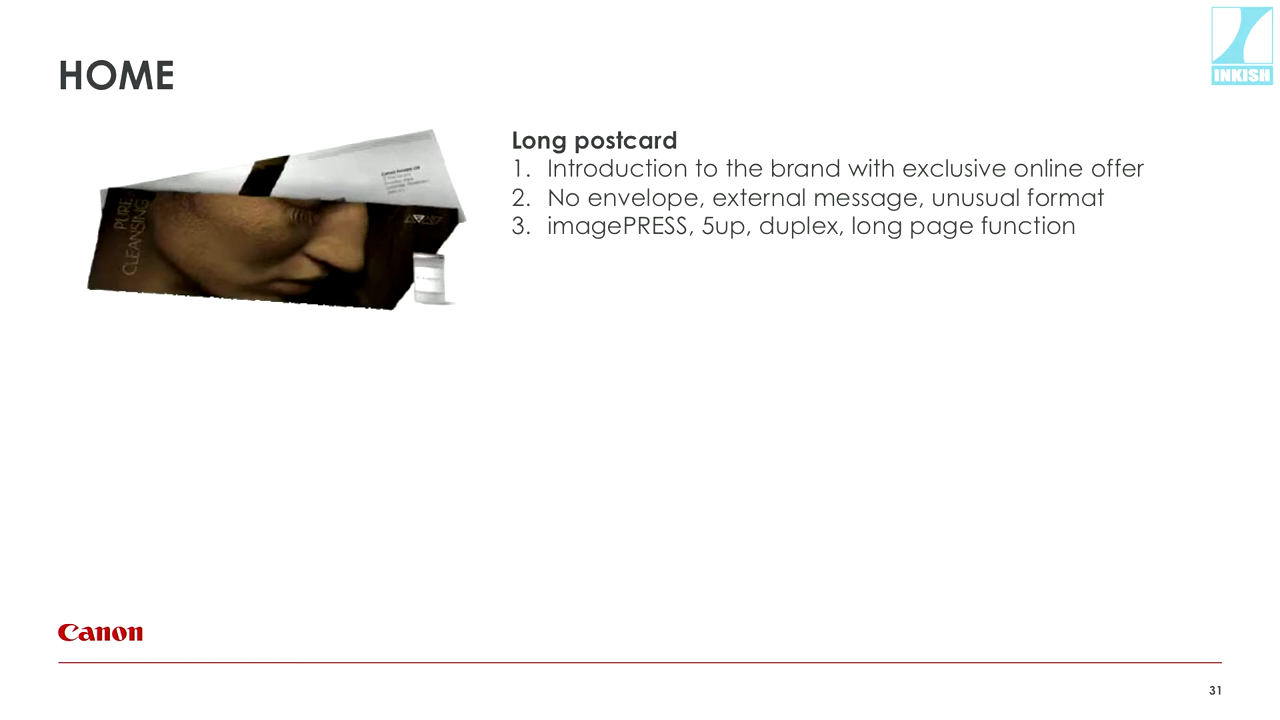 HOME
INKISH
Long postcard
1. Introduction to the brand with exclusive online offer
2. No envelope, external message, unusual format
3. imagePRESS, 5up, duplex, long page function
PURE
CLEANSING
Canon
31